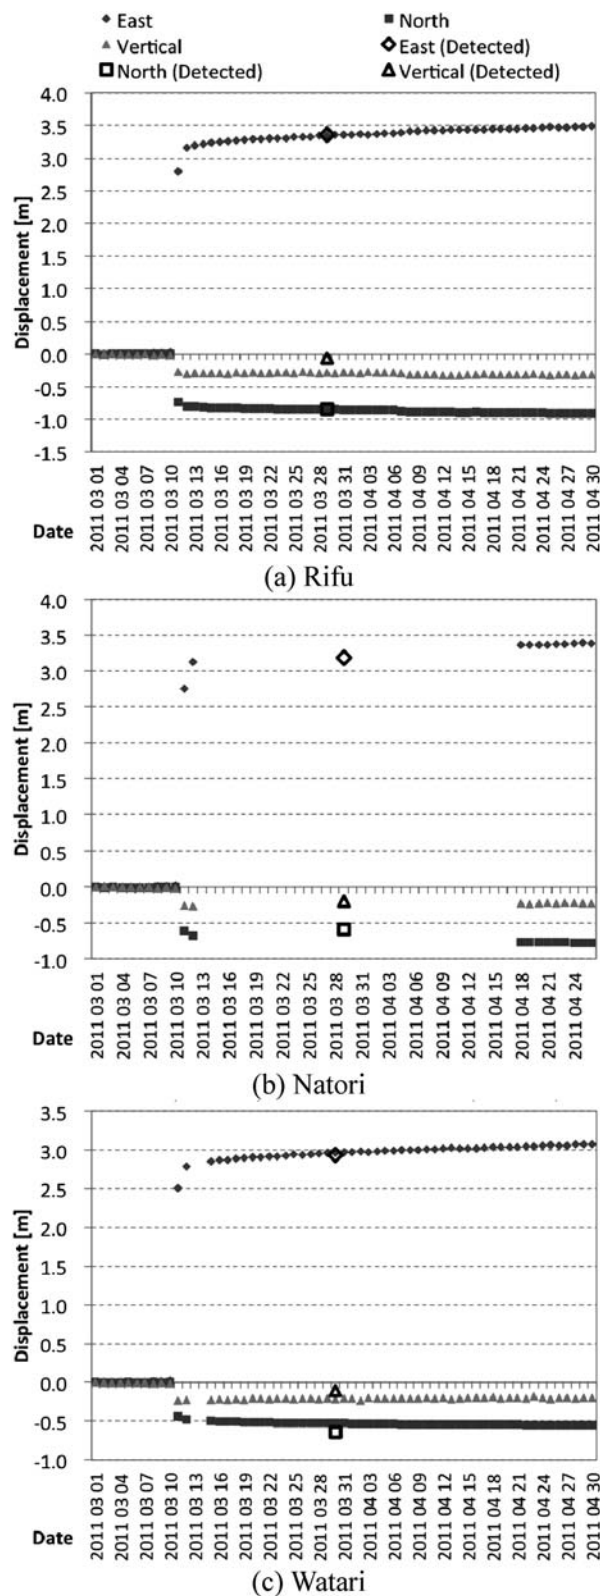 East North
Vertical East (Detected)
North (Detected) Vertical (Detected)
4.0
3.5
3.0
2.5
2.0
1.5
1.0
0.5
0.0
-0.5
-1.0
-1.5
Displacement [m]
2011 03 01
2011 03 04
2011 03 07
2011 03 10
2011 03 13
2011 03 16
2011 03 19
2011 03 22
2011 03 25
2011 03 28
2011 03 31
2011 04 03
2011 04 06
2011 04 09
2011 04 12
2011 04 15
2011 04 18
2011 04 21
2011 04 24
2011 04 27
2011 04 30
Date
(a) Rifu
4.0
3.5
3.0
2.5
2.0
1.5
1.0
0.5
0.0
-0.5
-1.0
Displacement [m]
2011 03 01
2011 03 04
2011 03 07
2011 03 10
2011 03 13
2011 03 16
2011 03 19
2011 03 22
2011 03 25
2011 03 28
2011 03 31
2011 04 03
2011 04 06
2011 04 09
2011 04 12
2011 04 15
2011 04 18
2011 04 21
2011 04 24
Date
(b) Natori
3.5
3.0
2.5
2.0
1.5
1.0
0.5
0.0
-0.5
-1.0
Displacement [m]
2011 03 01
2011 03 04
2011 03 07
2011 03 10
2011 03 13
2011 03 16
2011 03 19
2011 03 22
2011 03 25
2011 03 28
2011 03 31
2011 04 03
2011 04 06
2011 04 09
2011 04 12
2011 04 15
2011 04 18
2011 04 21
2011 04 24
2011 04 27
2011 04 30
Date
(c) Watari